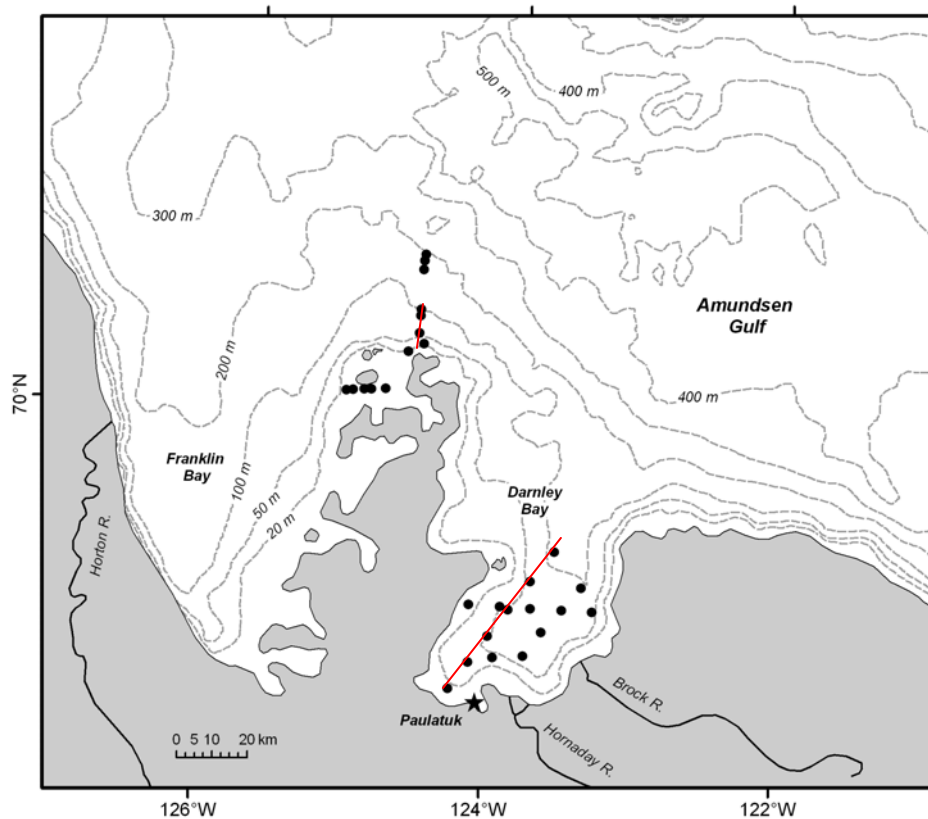 500 m
400 m
300 m
Amundsen
Gulf
200 m
70°N
400 m
Franklin
Bay
100 m
Darnley
Bay
50 m
20 m
Horton R.
Brock R.
Paulatuk
Hornaday R.
0 5 10 20 km
126°W
124°W
122°W